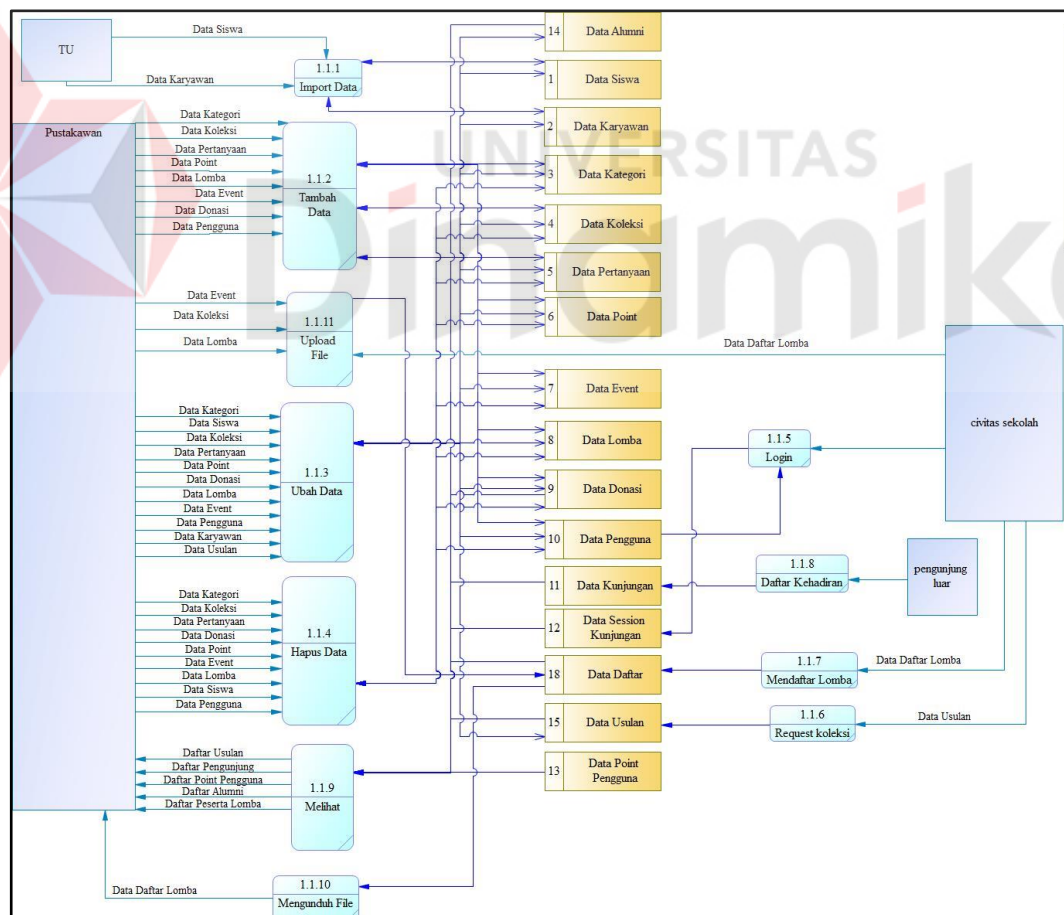 TU
Data Siswa
Data Karyawan
1.1.1
Import Data
Pustakawan
Data Kategori
Data Koleksi
Data Pertanyaan
Data Point
Data Lomba
Data Event
Data Donasi
Data Pengguna
1.1.2
Tambah
Data
Data Event
Data Koleksi
Data Lomba
1.1.11
Upload
File
Data Kategori
Data Siswa
Data Koleksi
Data Pertanyaan
Data Point
Data Donasi
Data Lomba
Data Event
Data Pengguna
Data Karyawan
Data Usulan
1.1.3
Ubah Data
Data Kategori
Data Koleksi
Data Pertanyaan
Data Donasi
Data Point
Data Event
Data Lomba
Data Siswa
Data Pengguna
1.1.4
Hapus Data
Daftar Usulan
Daftar Pengunjung
Daftar Point Pengguna
Daftar Alumni
Daftar Peserta Lomba
1.1.9
Melihat
Data Daftar Lomba
1.1.10
Mengunduh File
14 Data Alumni
1 Data Siswa
2 Data Karyawan
3 Data Kategori
4 Data Koleksi
5 Data Pertanyaan
6 Data Point
7 Data Event
8 Data Lomba
9 Data Donasi
10 Data Pengguna
11 Data Kunjungan
12 Data Session
Kunjungan
18 Data Daftar
15 Data Usulan
13 Data Point
Pengguna
UNIVERSITAS
Dinamika
Data Daftar Lomba
civitas sekolah
1.1.5
Login
1.1.8
Daftar Kehadiran
pengunjung
luar
1.1.7
Mendaftar Lomba
Data Daftar Lomba
1.1.6
Request koleksi
Data Usulan